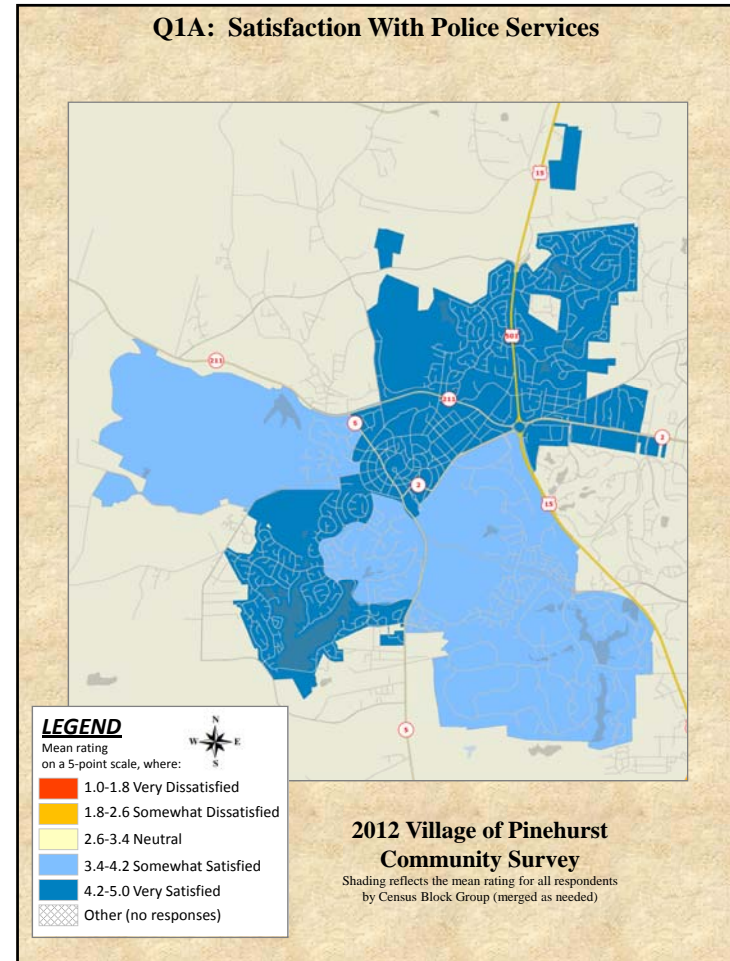 Q1A: Satisfaction With Police Services
15
501
211
211
5
2
2
15
5
LEGEND
Mean rating
on a 5-point scale, where:
N
W E
S
1.0-1.8 Very Dissatisfied
1.8-2.6 Somewhat Dissatisfied
2.6-3.4 Neutral
3.4-4.2 Somewhat Satisfied
4.2-5.0 Very Satisfied
Other (no responses)
2012 Village of Pinehurst
Community Survey
Shading reflects the mean rating for all respondents
by Census Block Group (merged as needed)